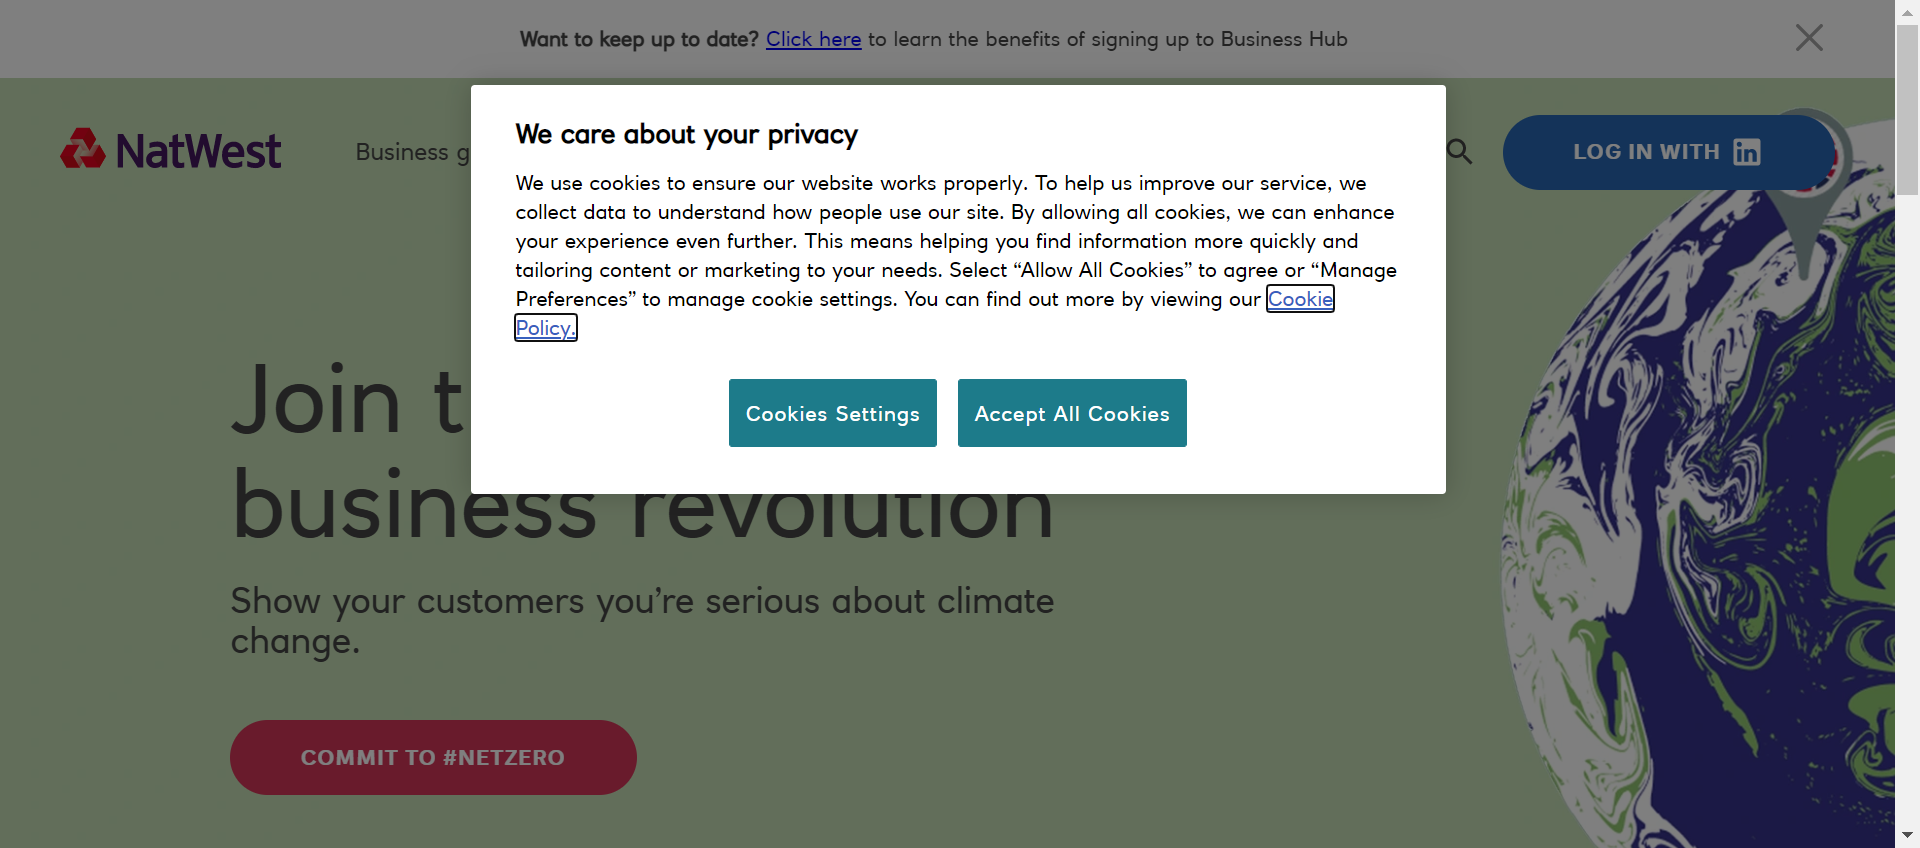 Want to keep up to date? Click here to learn the benefits of signing up to Business Hub
NatWest
Business g
LOG IN WITH in
We care about your privacy
We use cookies to ensure our website works properly. To help us improve our service, we
collect data to understand how people use our site. By allowing all cookies, we can enhance
your experience even further. This means helping you find information more quickly and
tailoring content or marketing to your needs. Select “Allow All Cookies” to agree or “Manage
Preferences” to manage cookie settings. You can find out more by viewing our Cookie
Policy.
Cookies Settings
Accept All Cookies
Join t
business revolution
Show your customers you’re serious about climate
change.
COMMIT TO #NETZERO